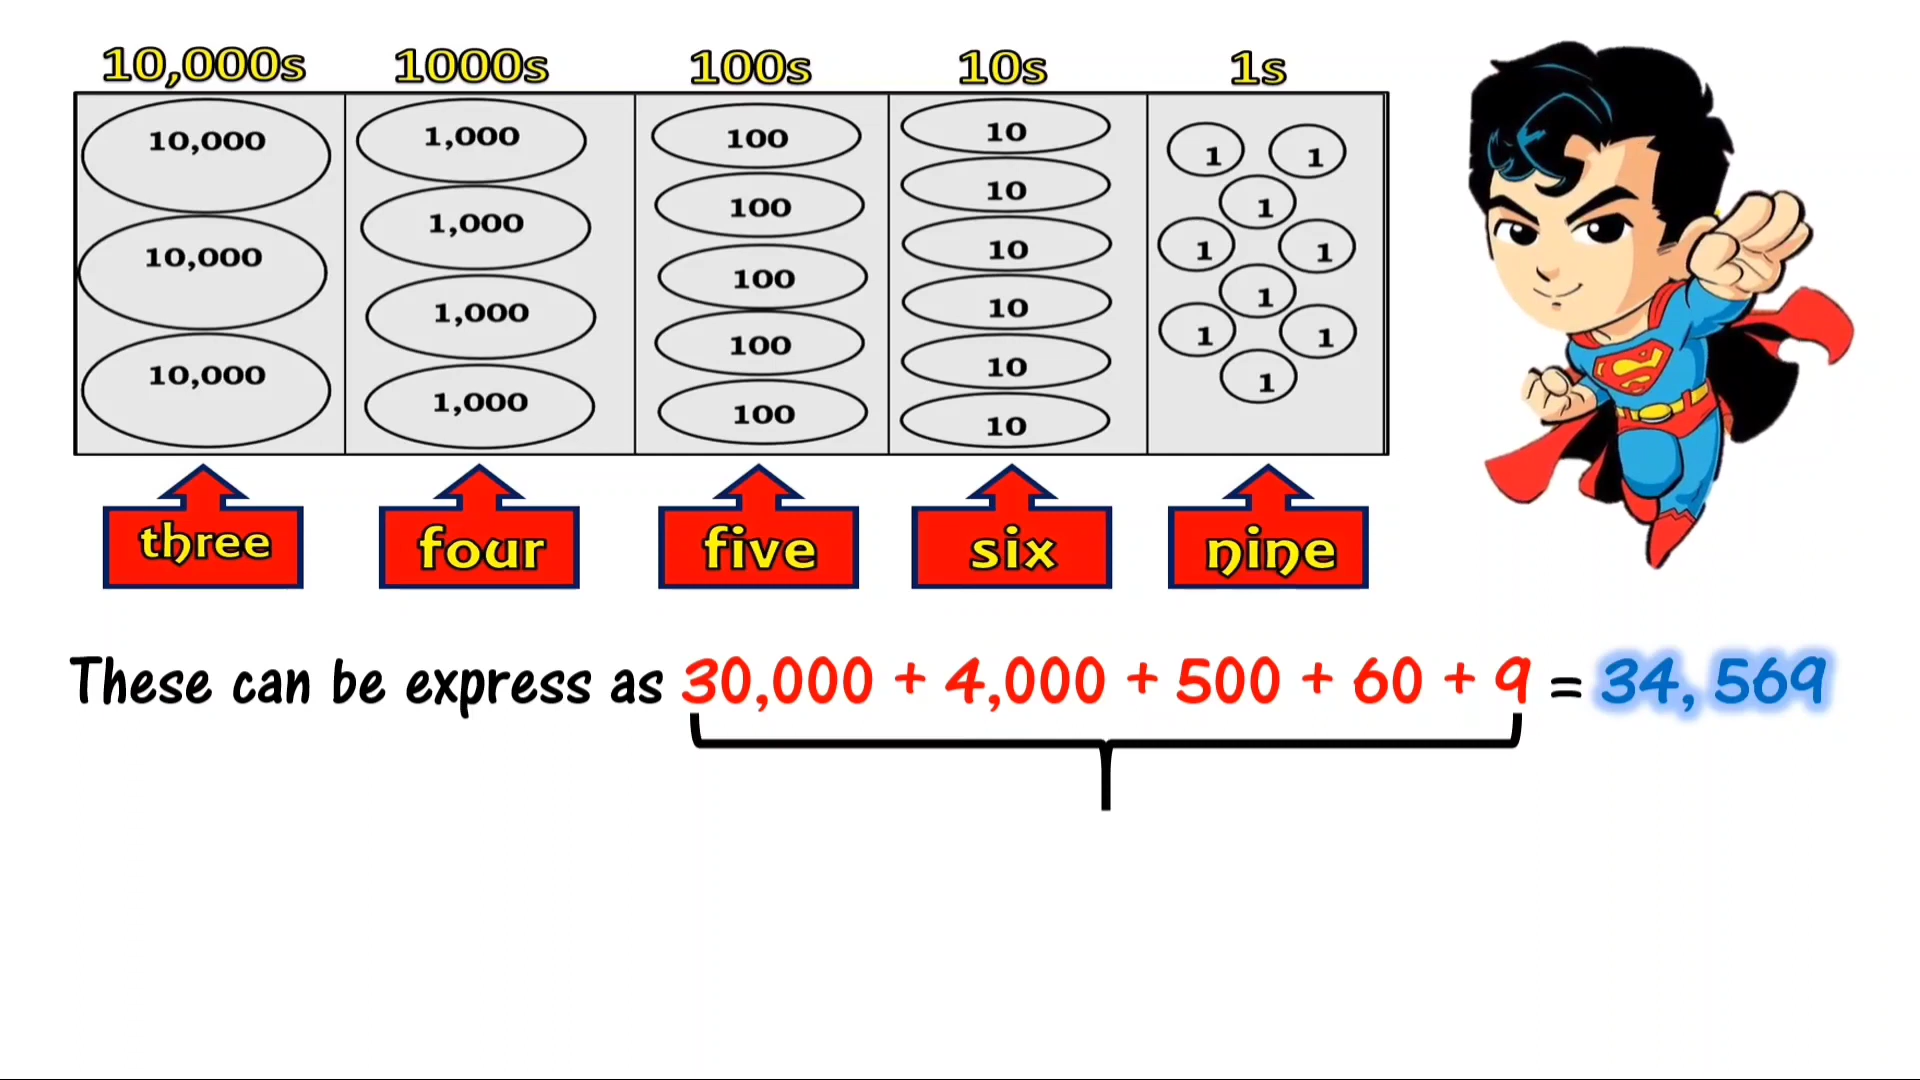 10,000s 1000s 100s 10s 1s
10,000 1,000 100 10 1 1
10,000 1,000 100 10 1
10,000 1,000 100 10 1 1
1,000 100 10 1
100 10 1 1
10 1
three four five six nine
These can be express as 30,000 + 4,000 + 500 + 60 + 9 = 34, 569